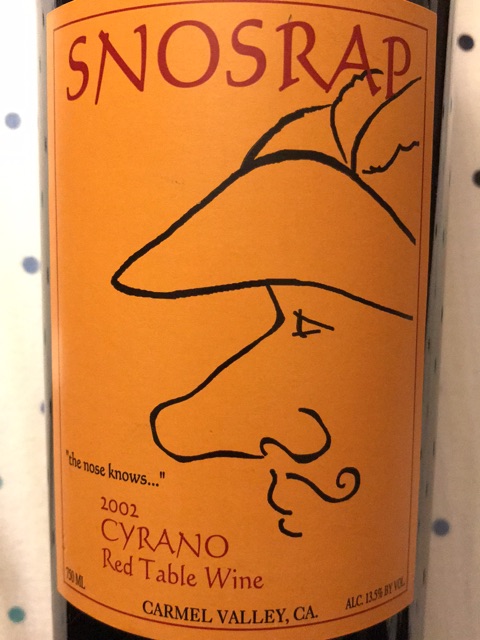 SNOSRAP
"the nose knows..."
2002
CYRANO
Red Table Wine
750 ML
CARMEL VALLEY, CA.
ALC. 13.5% BY VOL.